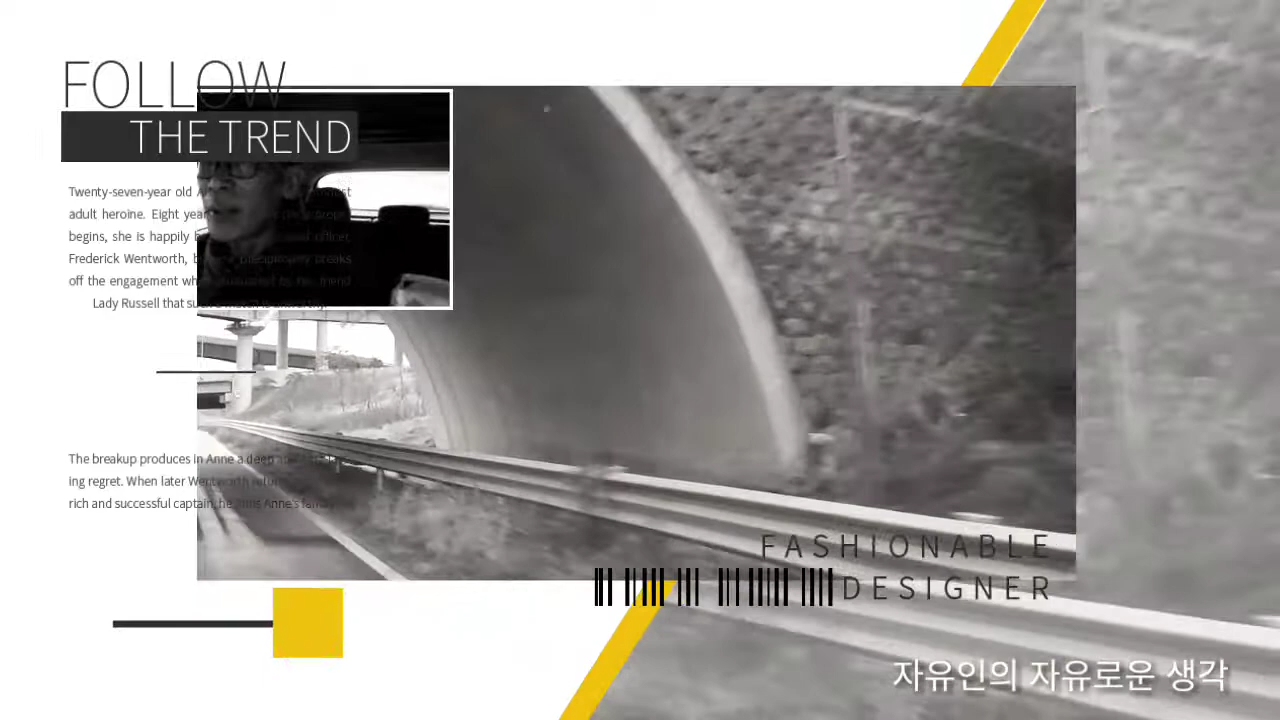 FOLLOW
THE TREND
Twenty-seven-year old
adult heroine. Eight
begins, she is happily
Frederick Wentworth,
off the engagement
Lady Russell that
The breakup produces in Anne a deep
ing regret. When later Wentworth
rich and successful captain, he Anne's
FASHIONABLE
DESIGNER
자유인의 자유로운 생각